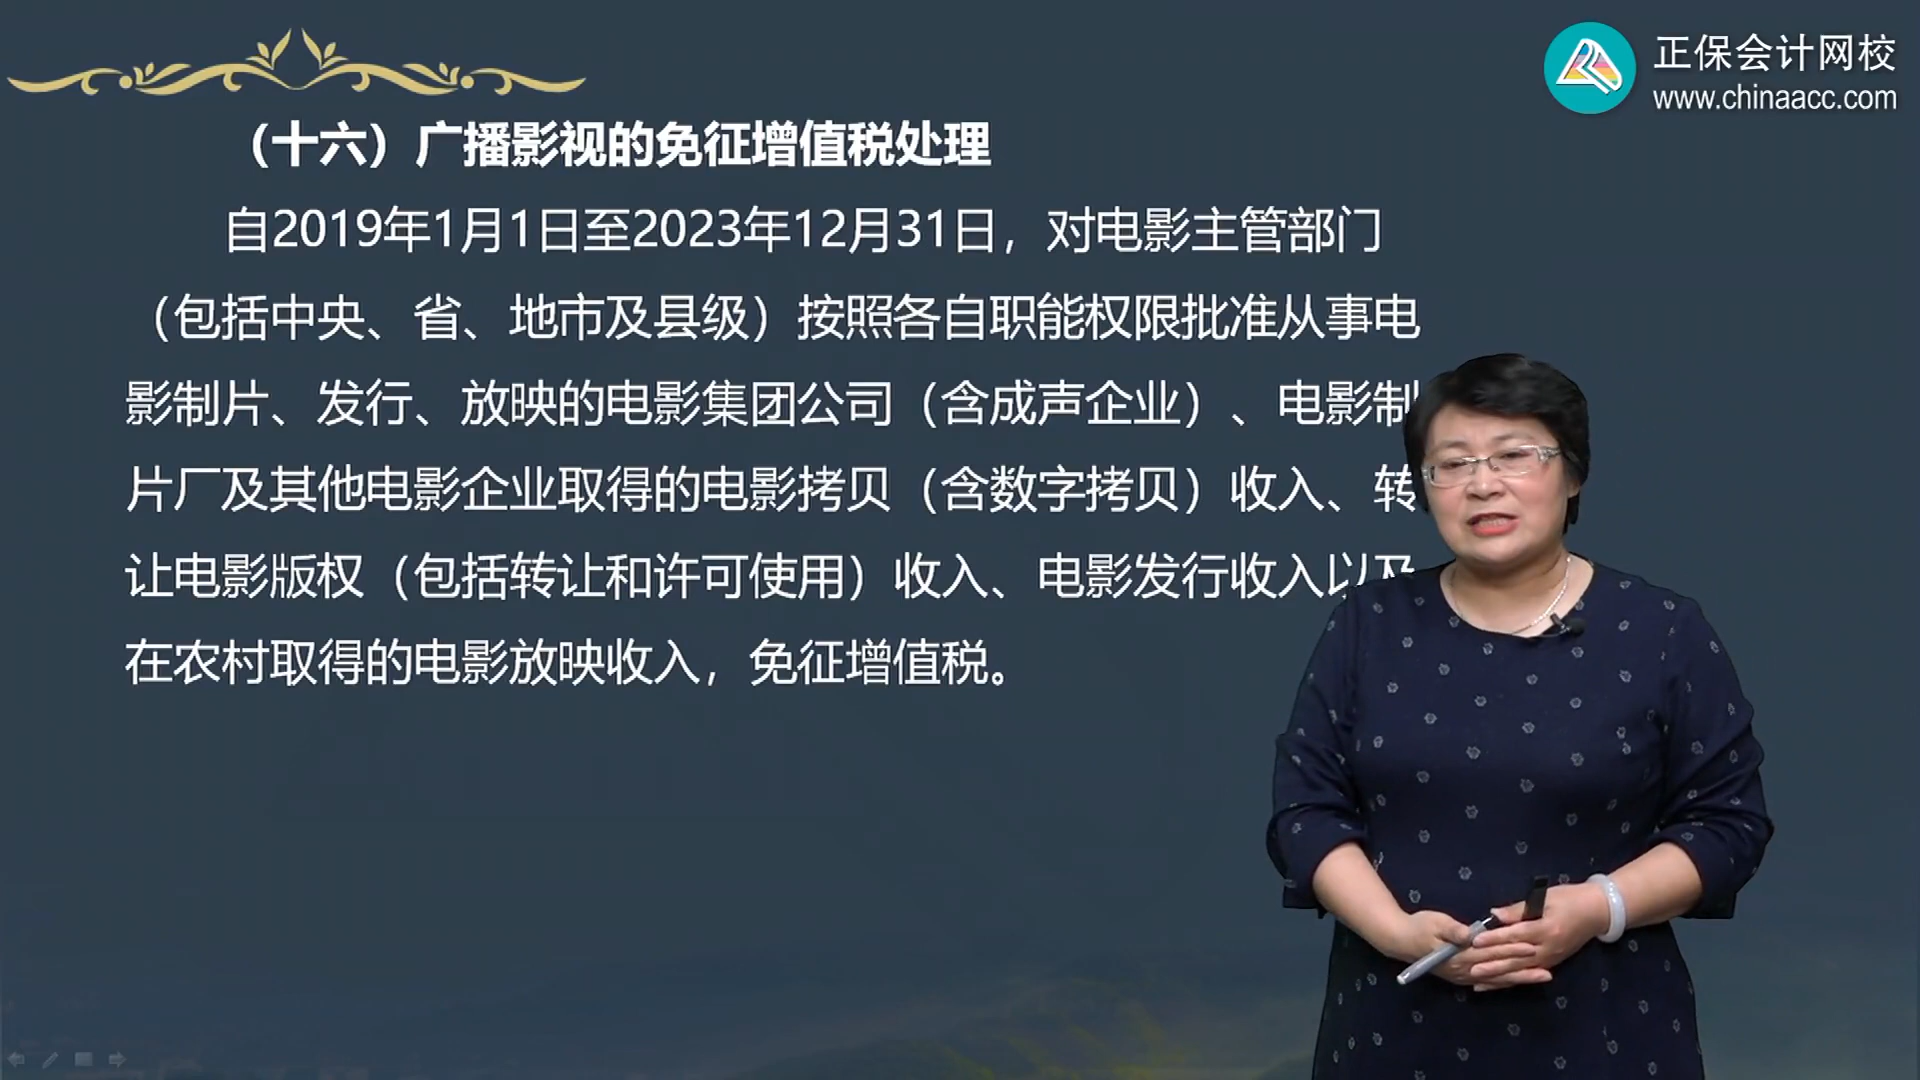 正保会计网校
www.chinaacc.com
（十六）广播影视的免征增值税处理
自2019年1月1日至2023年12月31日，对电影主管部门
（包括中央、省、地市及县级）按照各自职能权限批准从事电
影制片、发行、放映的电影集团公司（含成声企业）、电影制
片厂及其他电影企业取得的电影拷贝（含数字拷贝）收入、转
让电影版权（包括转让和许可使用）收入、电影发行收入以及
在农村取得的电影放映收入，免征增值税。